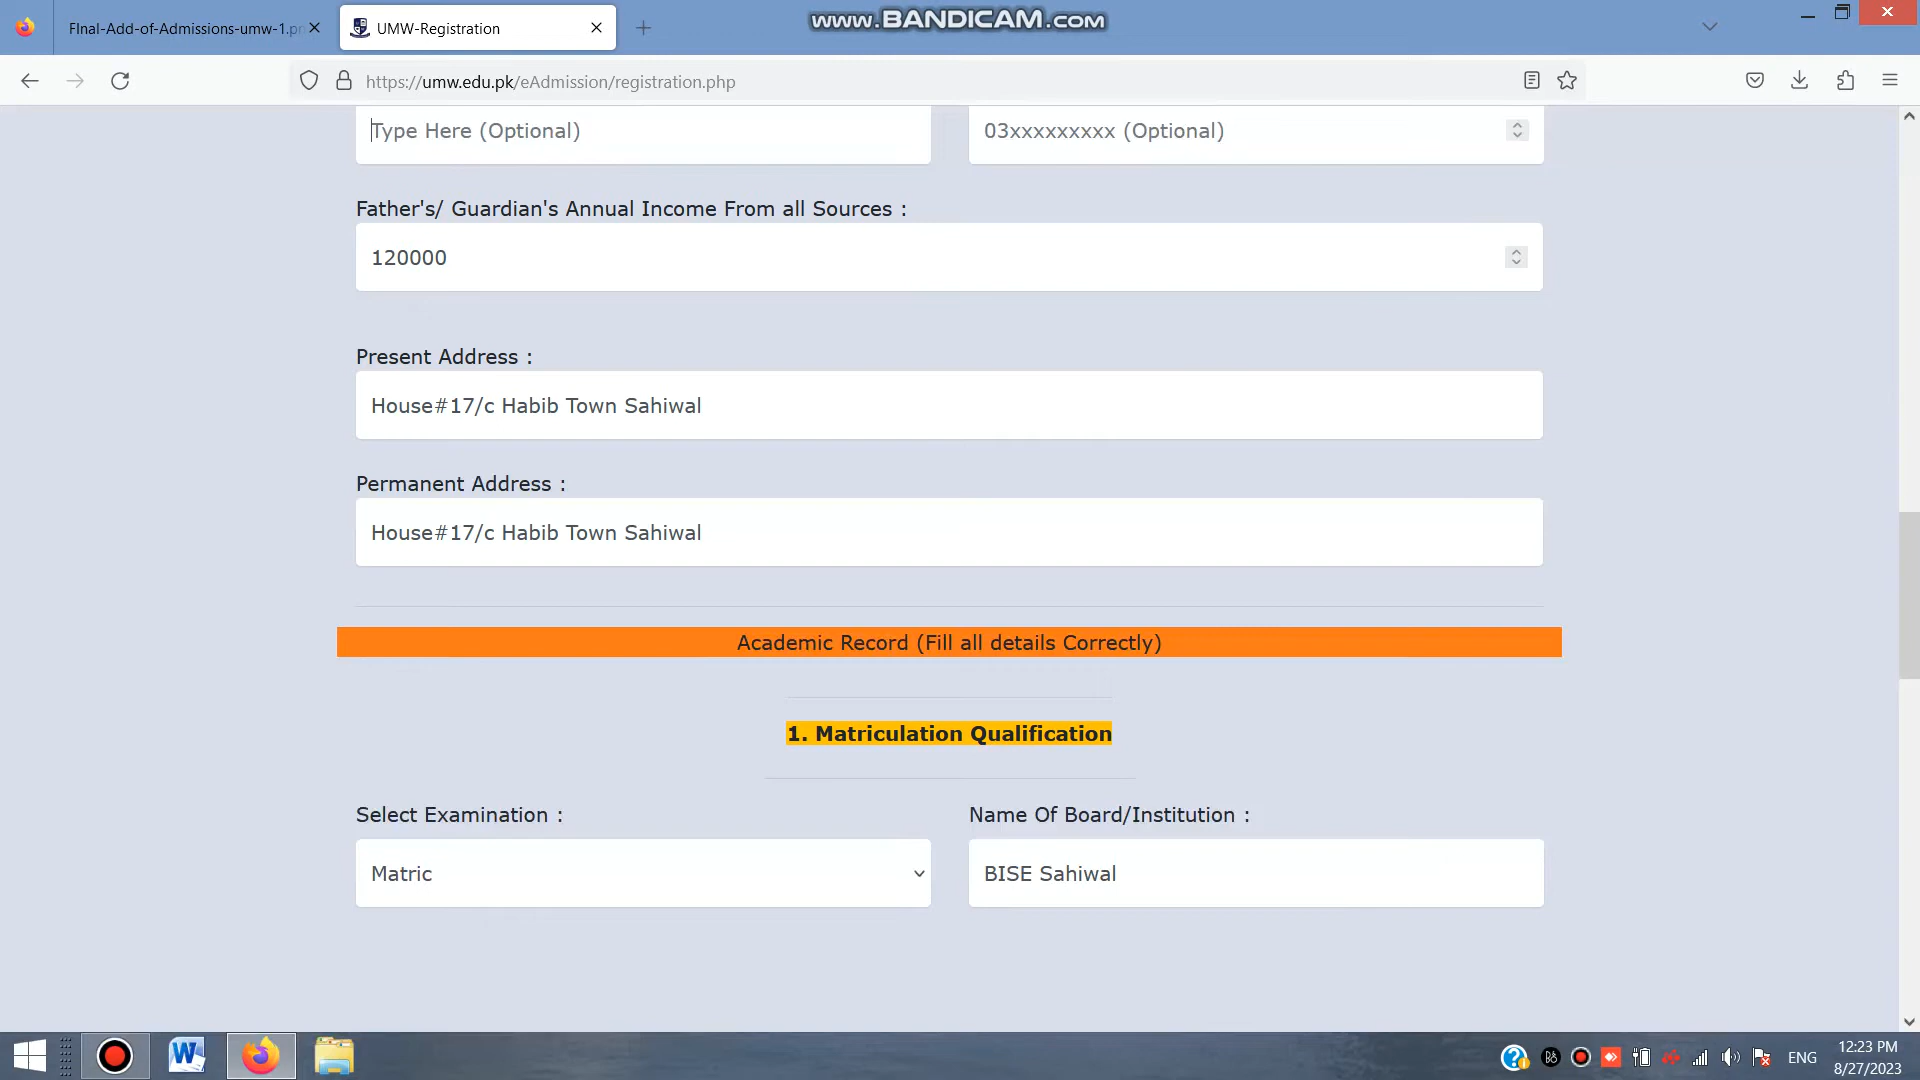 FInal-Add-of-Admissions-umw-1.pn
UMW-Registration
www.BANDICAM.com
https://umw.edu.pk/eAdmission/registration.php
Type Here (Optional)
03xxxxxxxxx (Optional)
Father's/ Guardian's Annual Income From all Sources :
120000
Present Address :
House#17/c Habib Town Sahiwal
Permanent Address :
House#17/c Habib Town Sahiwal
Academic Record (Fill all details Correctly)
1. Matriculation Qualification
Select Examination :
Name Of Board/Institution :
Matric
BISE Sahiwal
ENG
12:23 PM
8/27/2023